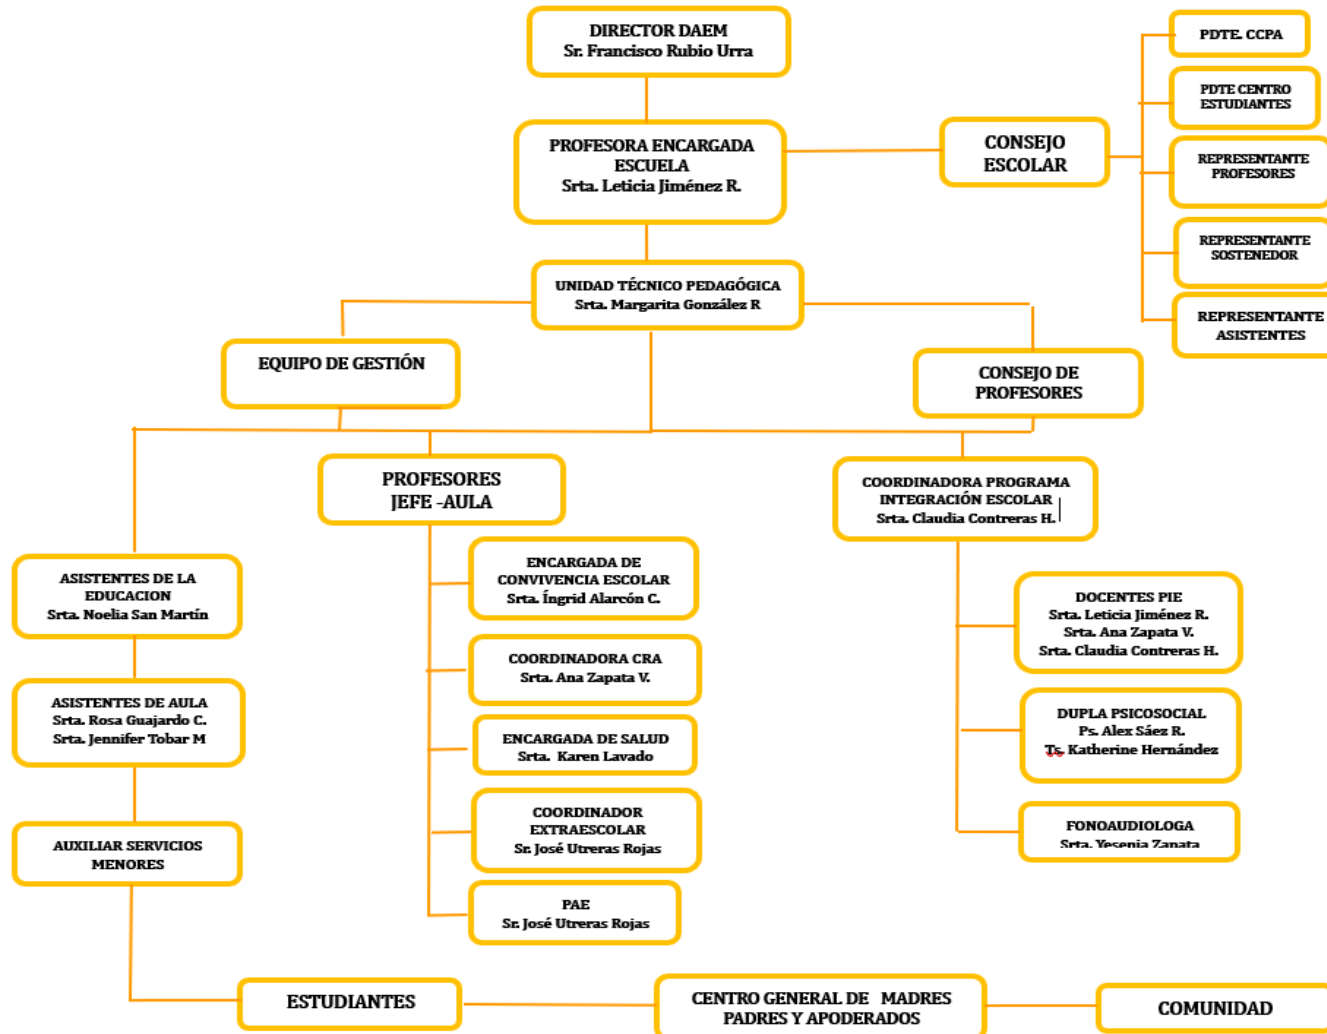 DIRECTOR DAEM
Sr. Francisco Rubio Urra
PROFESORA ENCARGADA
ESCUELA
Srta. Leticia Jiménez R.
CONSEJO
ESCOLAR
PDTE. CCPA
PDTE CENTRO
ESTUDIANTES
REPRESENTANTE
PROFESORES
REPRESENTANTE
SOSTENEDOR
REPRESENTANTE
ASISTENTES
UNIDAD TÉCNICO PEDAGÓGICA
Srta. Margarita González R
EQUIPO DE GESTIÓN
CONSEJO DE
PROFESORES
PROFESORES
JEFE -AULA
COORDINADORA PROGRAMA
INTEGRACIÓN ESCOLAR
Srta. Claudia Contreras H.
ASISTENTES DE LA
EDUCACION
Srta. Noelia San Martín
ASISTENTES DE AULA
Srta. Rosa Guajardo C.
Srta. Jennifer Tobar M
AUXILIAR SERVICIOS
MENORES
ENCARGADA DE
CONVIVENCIA ESCOLAR
Srta. Íngrid Alarcón C.
COORDINADORA CRA
Srta. Ana Zapata V.
ENCARGADA DE SALUD
Srta. Karen Lavado
COORDINADOR
EXTRAESCOLAR
Sr. José Utreras Rojas
PAE
Sr. José Utreras Rojas
DOCENTES PIE
Srta. Leticia Jiménez R.
Srta. Ana Zapata V.
Srta. Claudia Contreras H.
DUPLA PSICOSOCIAL
Ps. Alex Sáez R.
Ts. Katherine Hernández
FONOAUDIOLOGA
Srta. Yesenia Zapata
ESTUDIANTES
CENTRO GENERAL DE MADRES
PADRES Y APODERADOS
COMUNIDAD